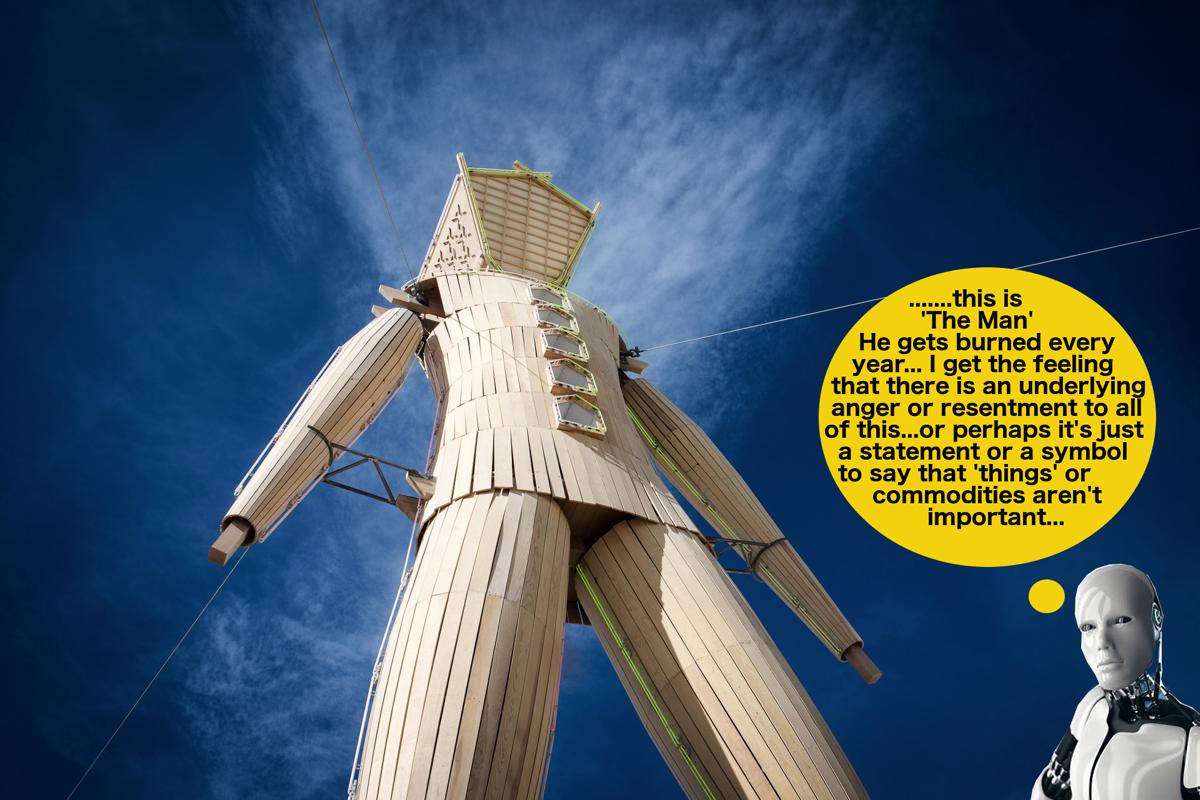 .......this is
'The Man'
He gets burned every
year... I get the feeling
that there is an underlying
anger or resentment to all
of this...or perhaps it's just
a statement or a symbol
to say that 'things' or
commodities aren't
important...